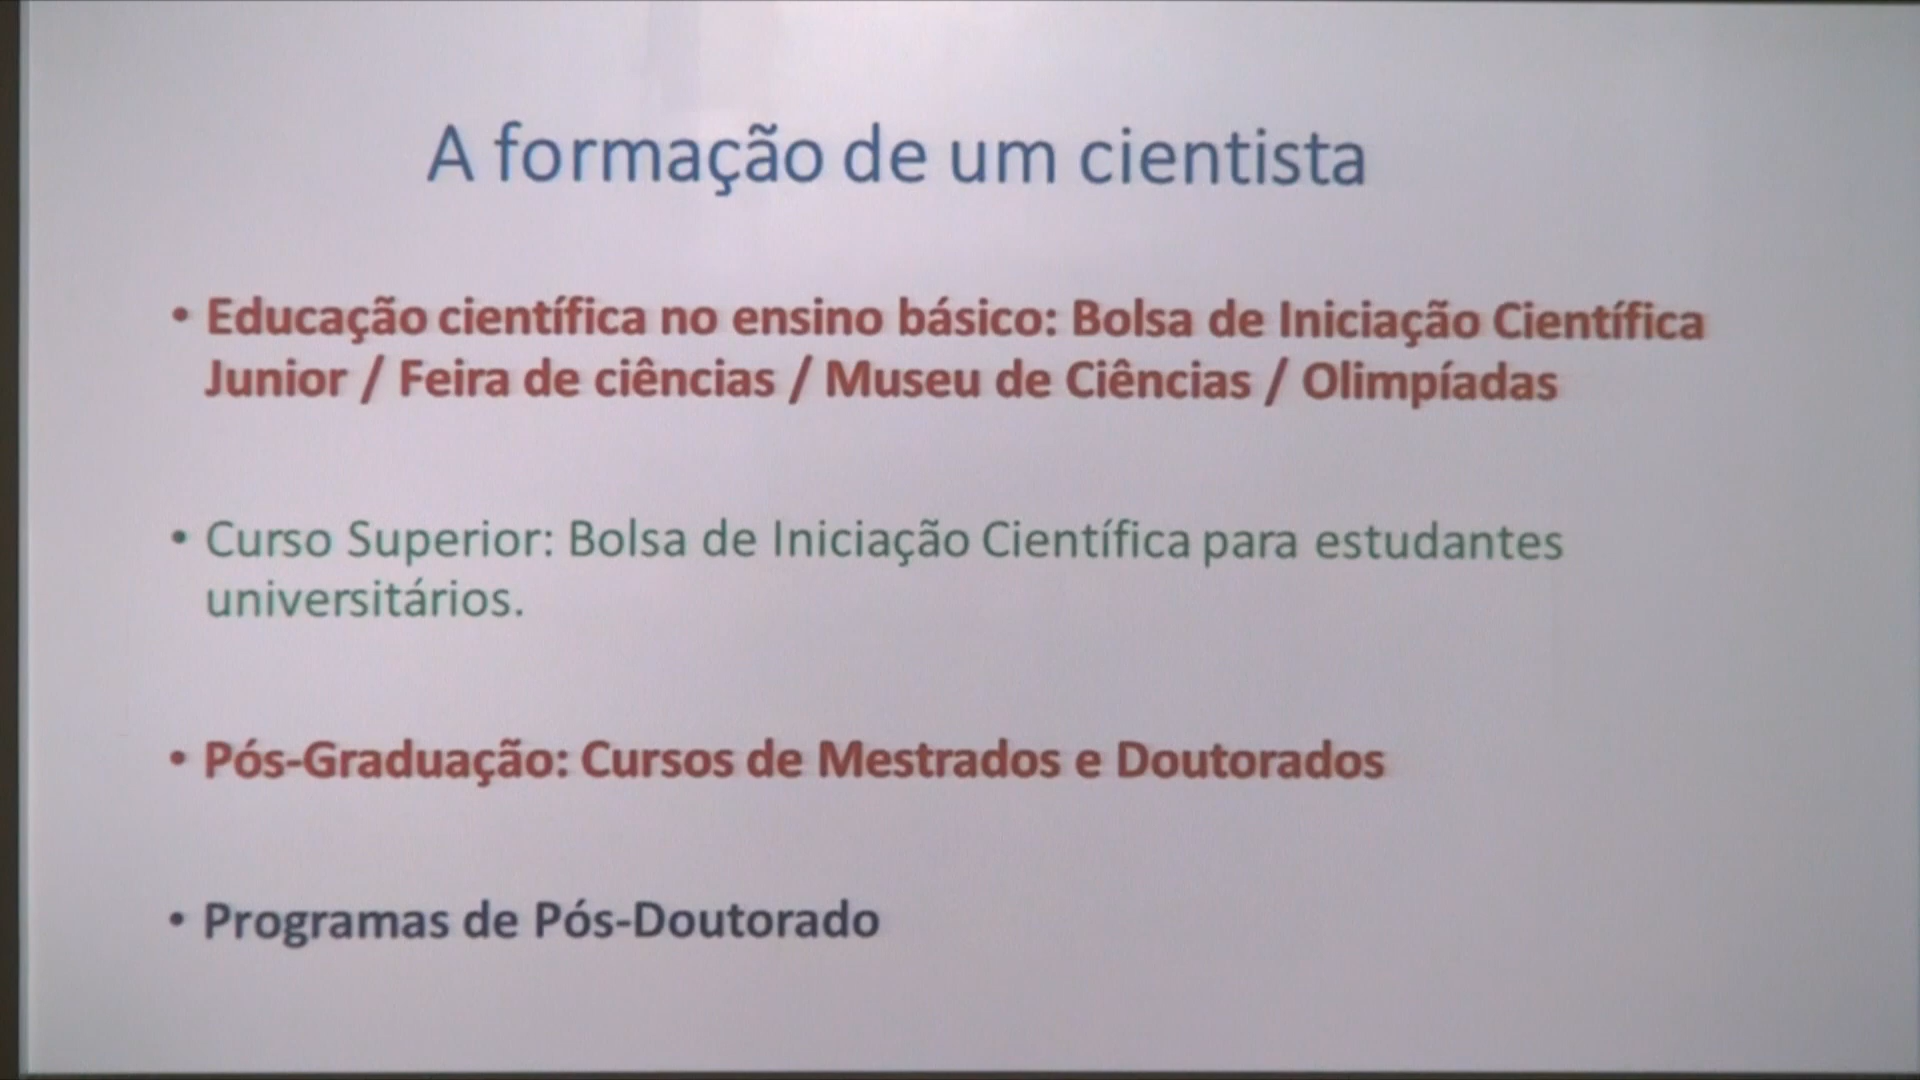 A formação de um cientista
• Educação científica no ensino básico: Bolsa de Iniciação Científica
Junior / Feira de ciências / Museu de Ciências / Olimpíadas
• Curso Superior: Bolsa de Iniciação Científica para estudantes
universitários.
• Pós-Graduação: Cursos de Mestrados e Doutorados
• Programas de Pós-Doutorado